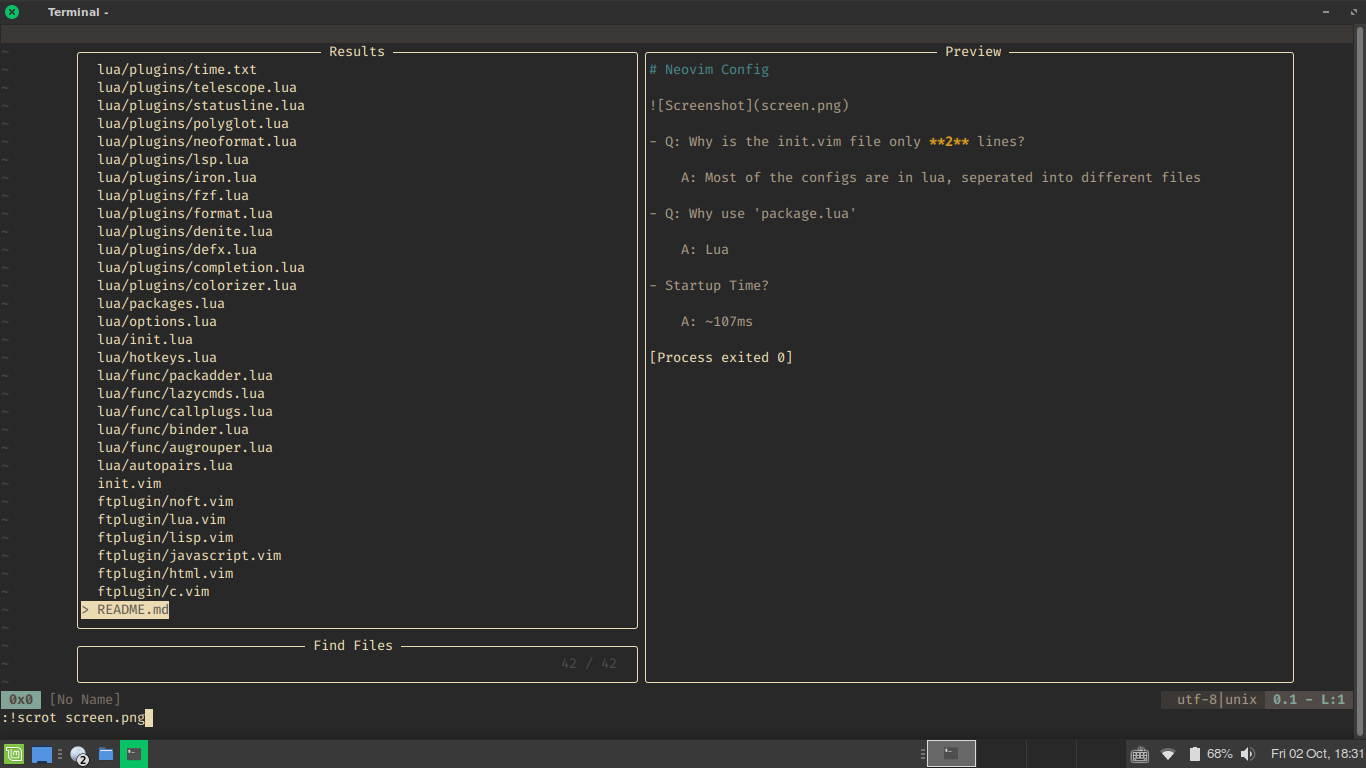 Terminal -
Results
lua/plugins/time.txt
lua/plugins/telescope.lua
lua/plugins/statusline.lua
lua/plugins/polyglot.lua
lua/plugins/neoformat.lua
lua/plugins/lsp.lua
lua/plugins/iron.lua
lua/plugins/fzf.lua
lua/plugins/format.lua
lua/plugins/denite.lua
lua/plugins/defx.lua
lua/plugins/completion.lua
lua/plugins/colorizer.lua
lua/packages.lua
lua/options.lua
lua/init.lua
lua/hotkeys.lua
lua/func/packadder.lua
lua/func/lazycmds.lua
lua/func/callplugs.lua
lua/func/binder.lua
lua/func/augrouper.lua
lua/autopairs.lua
init.vim
ftplugin/noft.vim
ftplugin/lua.vim
ftplugin/lisp.vim
ftplugin/javascript.vim
ftplugin/html.vim
ftplugin/c.vim
> README.md
Find Files
42 / 42
Preview
# Neovim Config
![Screenshot](screen.png)
- Q: Why is the init.vim file only **2** lines?
A: Most of the configs are in lua, seperated into different files
- Q: Why use 'package.lua'
A: Lua
- Startup Time?
A: ~107ms
[Process exited 0]
0x0 [No Name] utf-8|unix 0.1 - L:1
:!scrot screen.png
2 68% Fri 02 Oct, 18:31